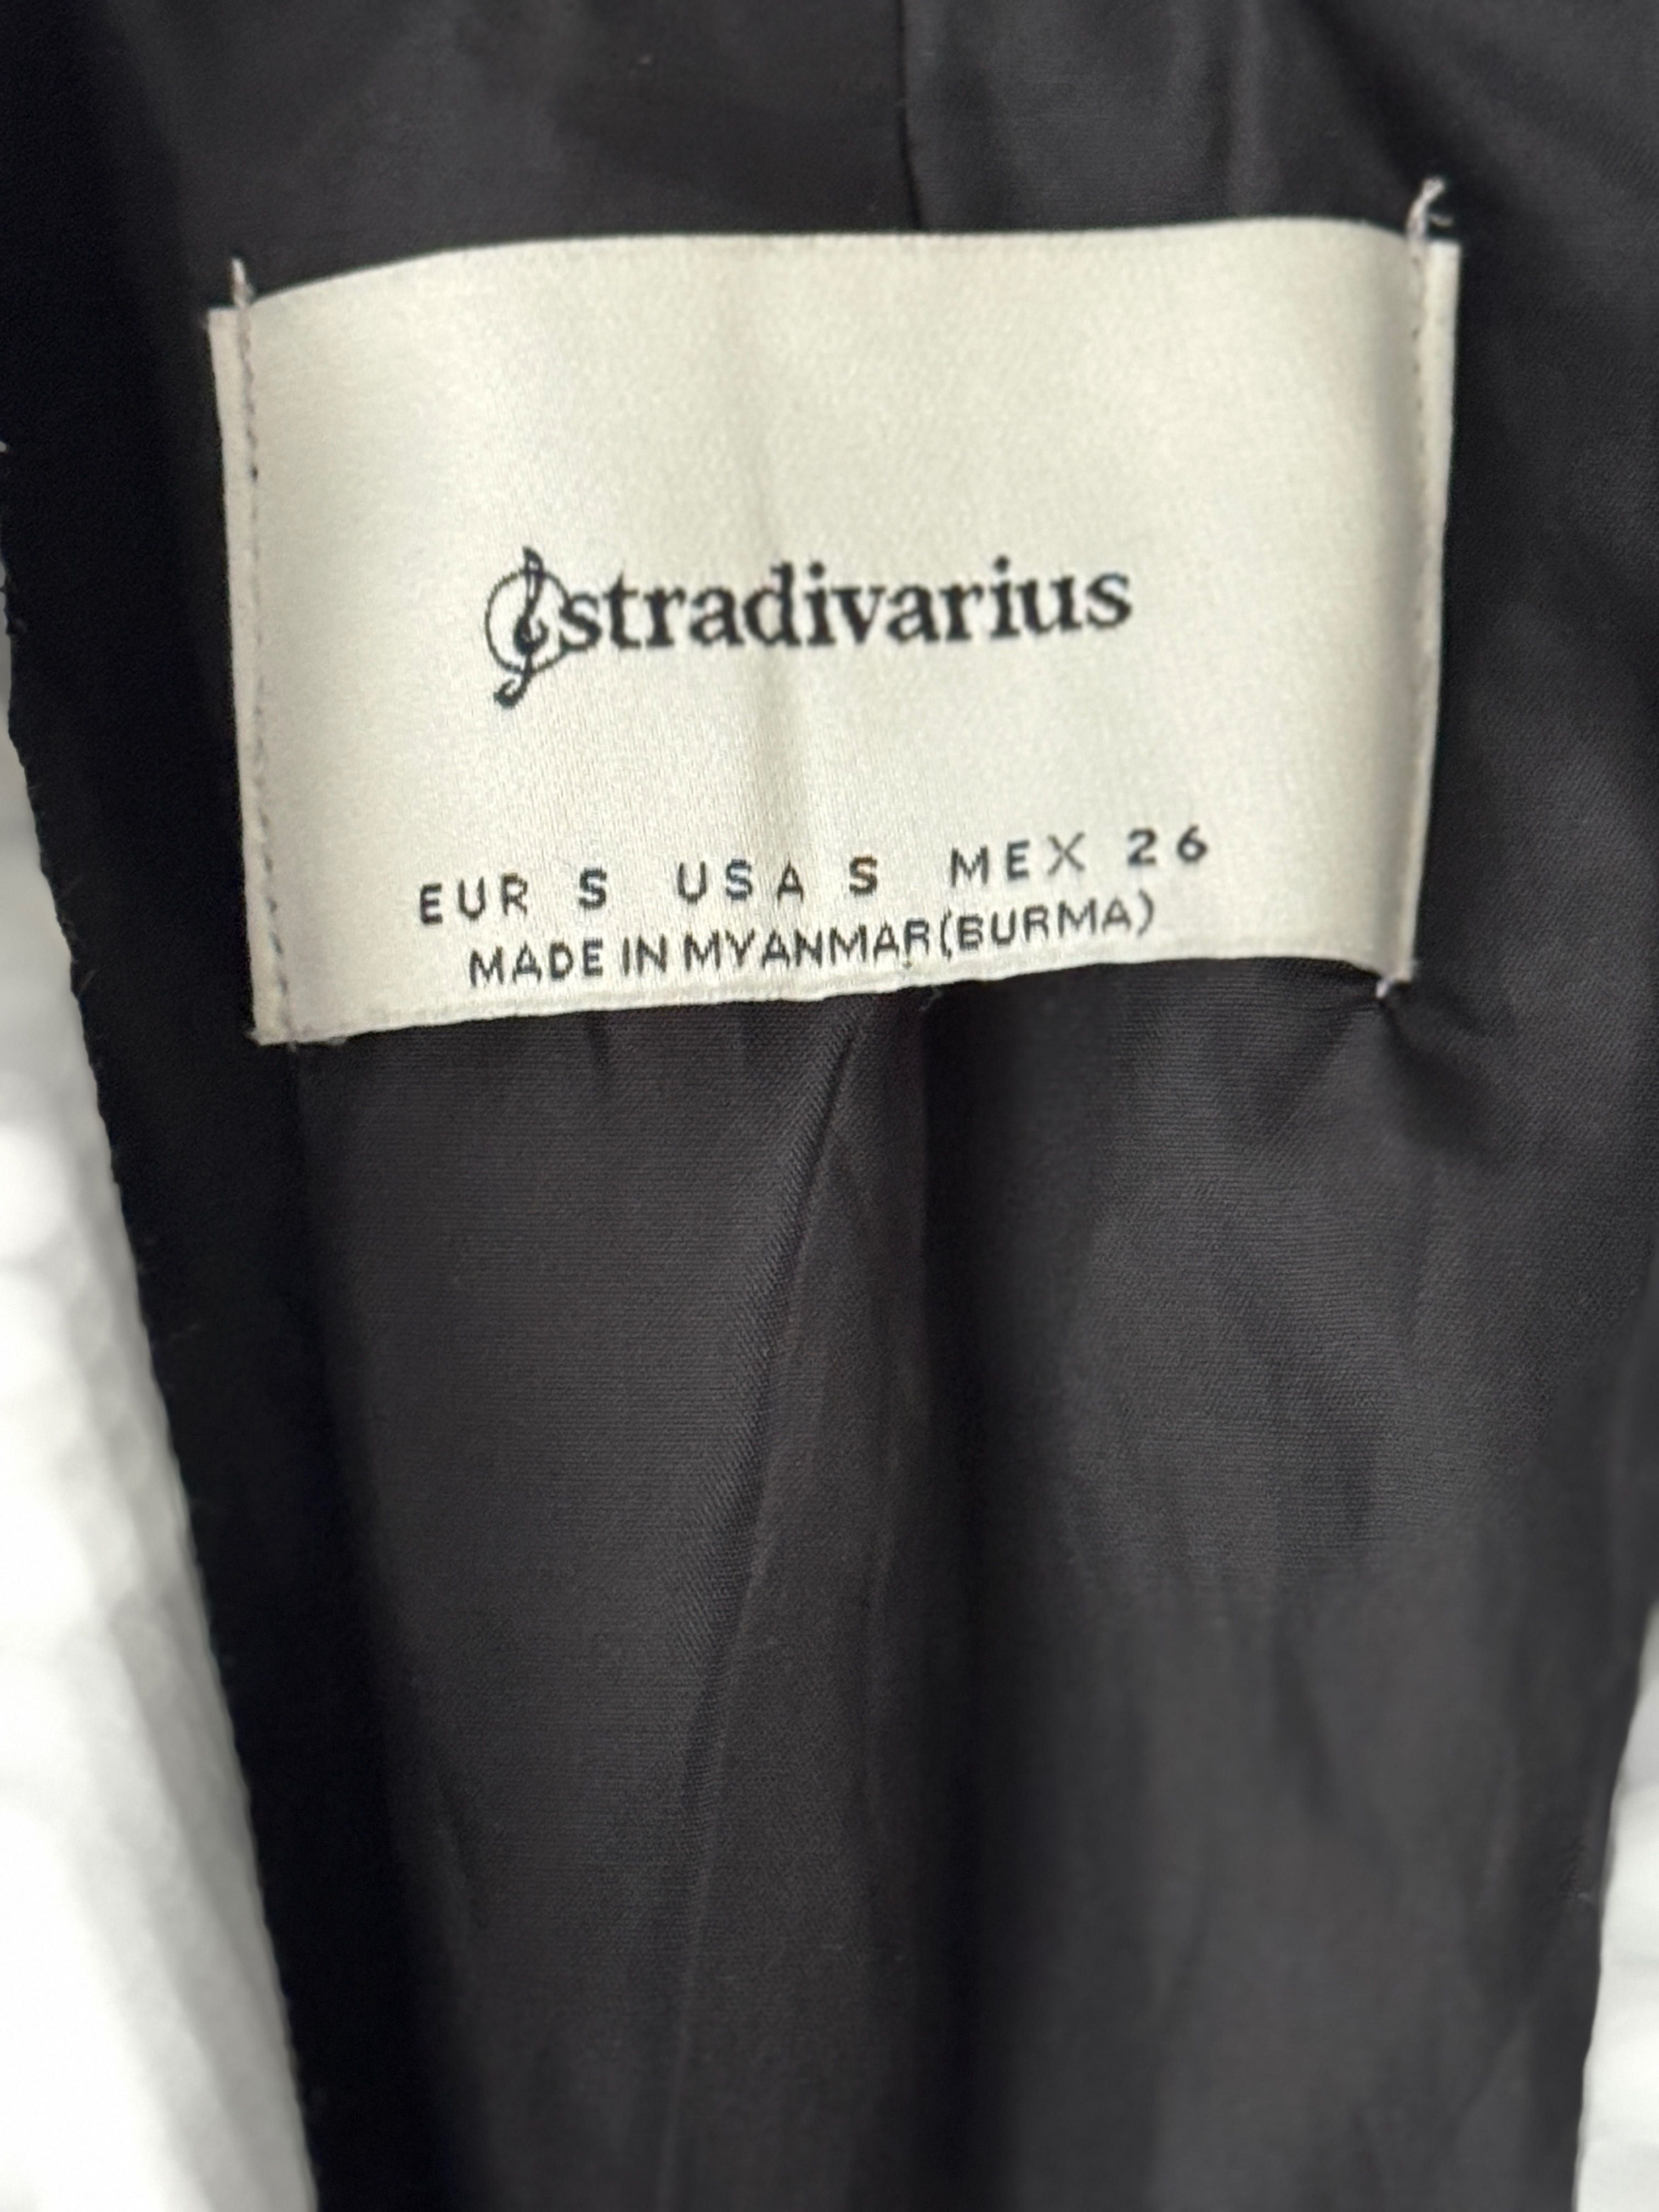 stradivarius
EUR S USA S MEX 26
MADE IN MYANMAR(BURMA)